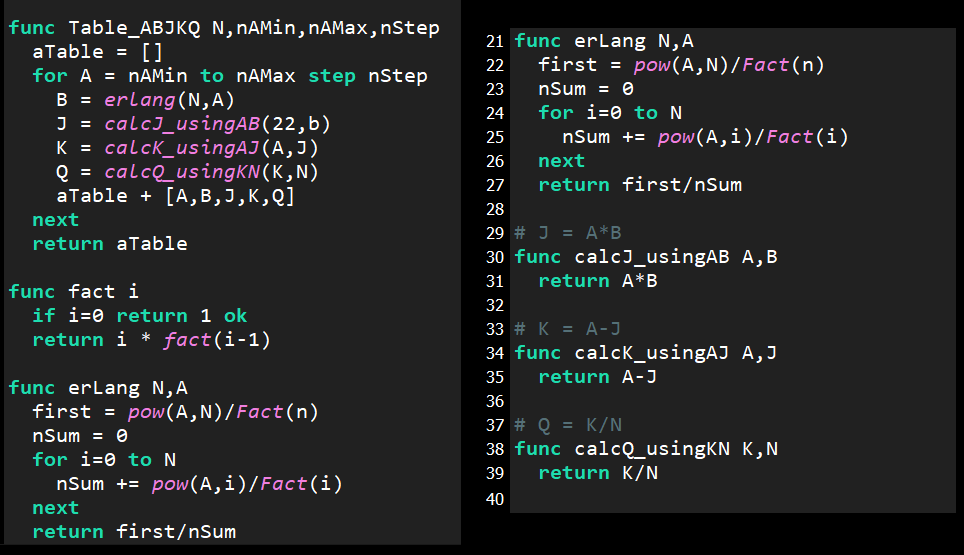 func Table_ABJKQ N,nAMin,nAMax,nStep
  aTable = []
  for A = nAMin to nAMax step nStep
    B = erlang(N,A)
    J = calcJ_usingAB(22,b)
    K = calcK_usingAJ(A,J)
    Q = calcQ_usingKN(K,N)
    aTable + [A,B,J,K,Q]
  next
  return aTable

func fact i
  if i=0 return 1 ok
  return i * fact(i-1)

func erLang N,A
  first = pow(A,N)/Fact(n)
  nSum = 0
  for i=0 to N
    nSum += pow(A,i)/Fact(i)
  next
  return first/nSum

21 func erLang N,A
22   first = pow(A,N)/Fact(n)
23   nSum = 0
24   for i=0 to N
25     nSum += pow(A,i)/Fact(i)
26   next
27   return first/nSum
28
29 # J = A*B
30 func calcJ_usingAB A,B
31   return A*B
32
33 # K = A-J
34 func calcK_usingAJ A,J
35   return A-J
36
37 # Q = K/N
38 func calcQ_usingKN K,N
39   return K/N
40